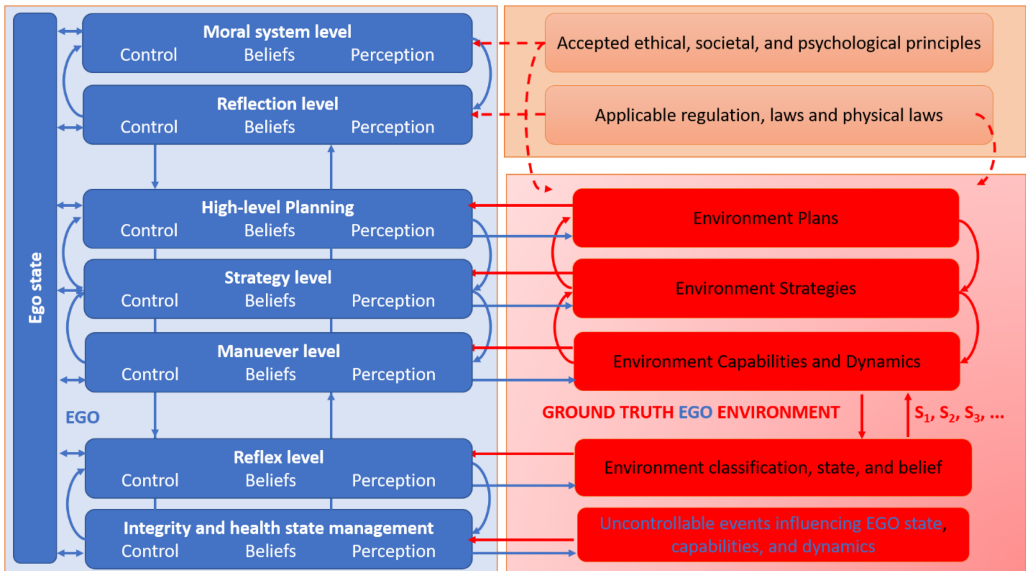 Ego state
Moral system level
Control Beliefs Perception
Reflection level
Control Beliefs Perception
High-level Planning
Control Beliefs Perception
Strategy level
Control Beliefs Perception
Manuever level
Control Beliefs Perception
EGO
Reflex level
Control Beliefs Perception
Integrity and health state management
Control Beliefs Perception
Accepted ethical, societal, and psychological principles
Applicable regulation, laws and physical laws
Environment Plans
Environment Strategies
Environment Capabilities and Dynamics
GROUND TRUTH EGO ENVIRONMENT
S₁, S₂, S₃, ...
Environment classification, state, and belief
Uncontrollable events influencing EGO state,
capabilities, and dynamics